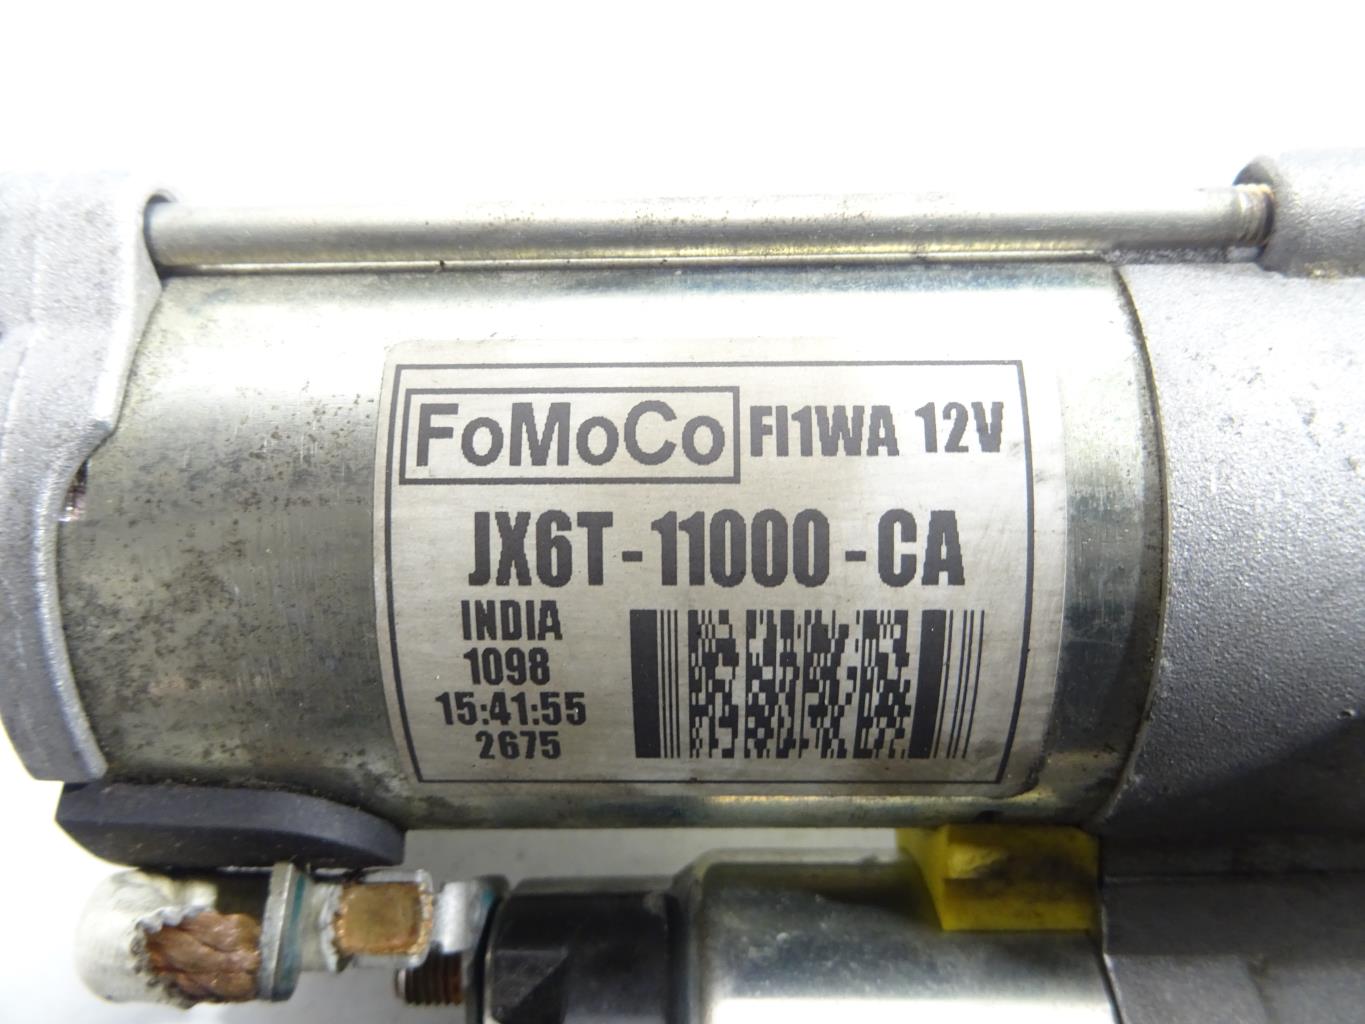 FoMoCo FI1WA 12V
JX6T-11000-CA
INDIA
1098
15:41:55
2675